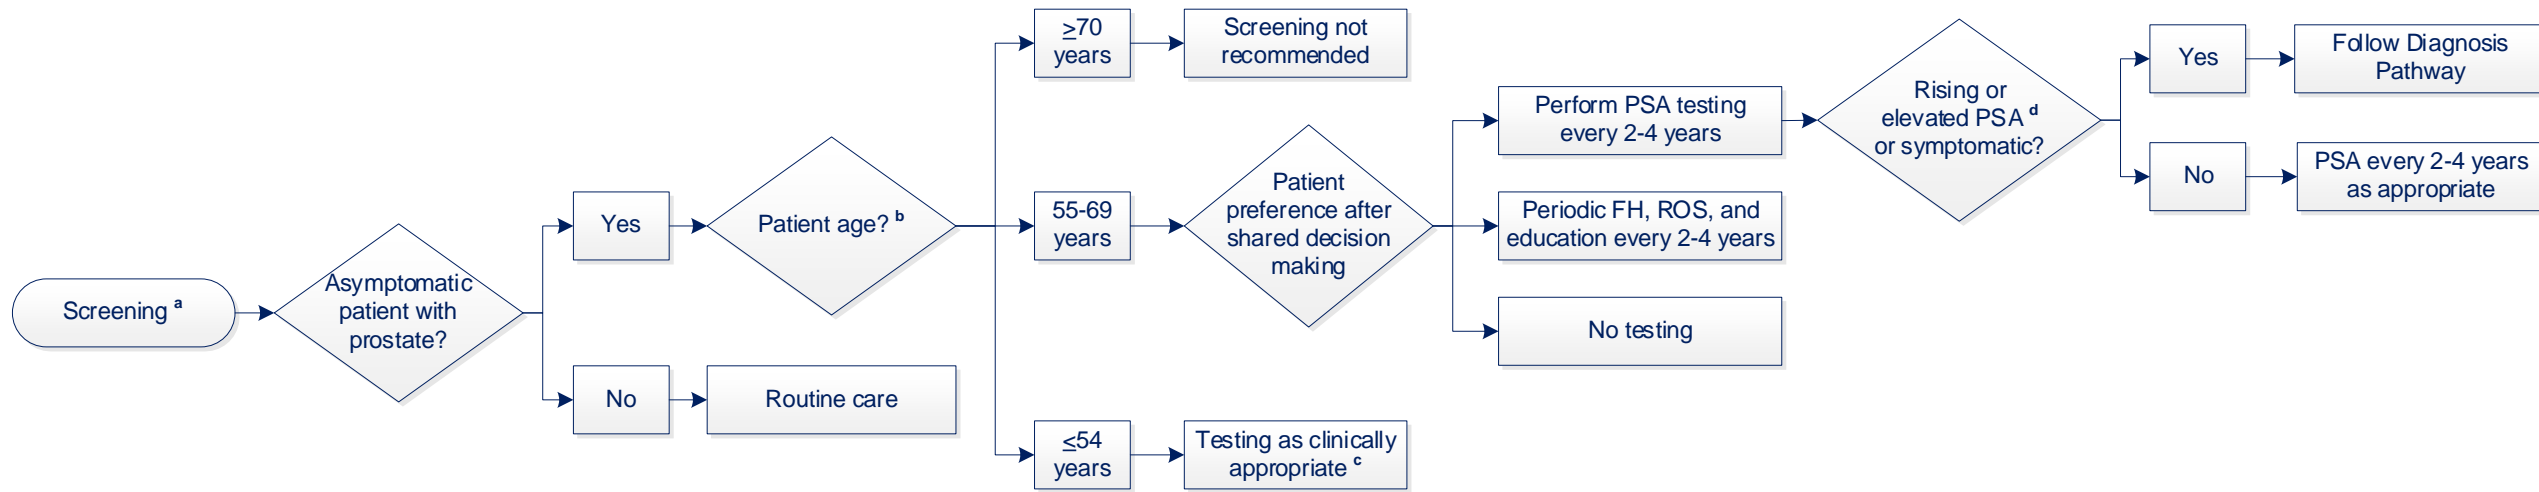 Screening a
Asymptomatic
patient with
prostate?
Yes
No
Routine care
Patient age? b
≥70
years
Screening not
recommended
55-69
years
Patient
preference after
shared decision
making
≤54
years
Testing as clinically
appropriate c
Perform PSA testing
every 2-4 years
Periodic FH, ROS, and
education every 2-4 years
No testing
Rising or
elevated PSA d
or symptomatic?
Yes
Follow Diagnosis
Pathway
No
PSA every 2-4 years
as appropriate